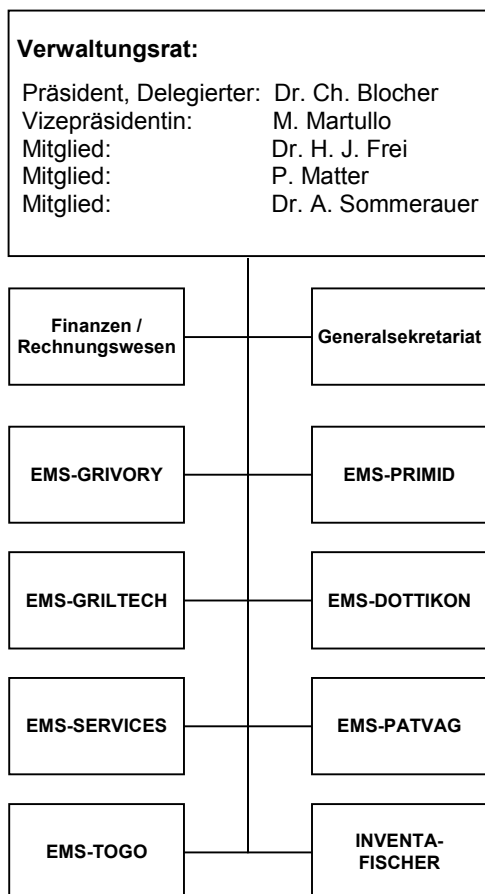 Verwaltungsrat:
Präsident, Delegierter: Dr. Ch. Blocher
Vizepräsidentin: M. Martullo
Mitglied: Dr. H. J. Frei
Mitglied: P. Matter
Mitglied: Dr. A. Sommerauer
Finanzen /
Rechnungswesen
Generalsekretariat
EMS-GRIVORY
EMS-PRIMID
EMS-GRILTECH
EMS-DOTTIKON
EMS-SERVICES
EMS-PATVAG
EMS-TOGO
INVENTA-
FISCHER